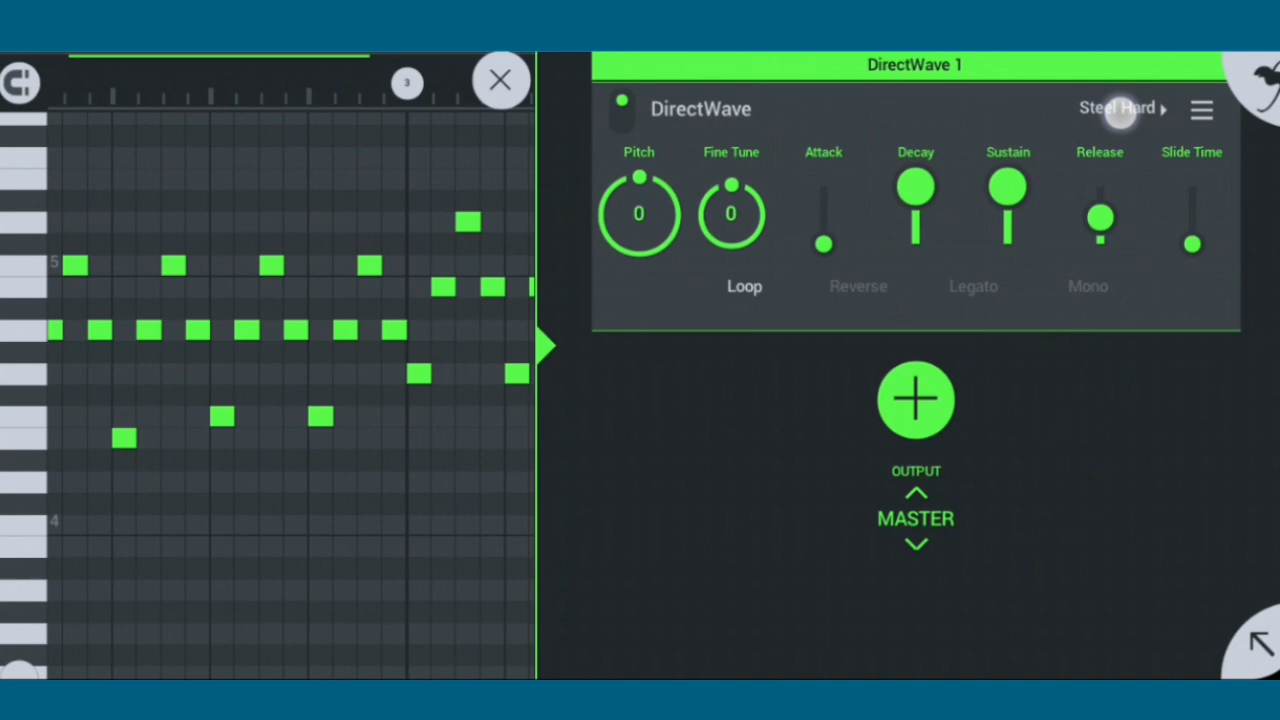 DirectWave 1
3
DirectWave
Steel Hard
Pitch Fine Tune Attack Decay Sustain Release Slide Time
0 0
5
Loop Reverse Legato Mono
OUTPUT
4
MASTER